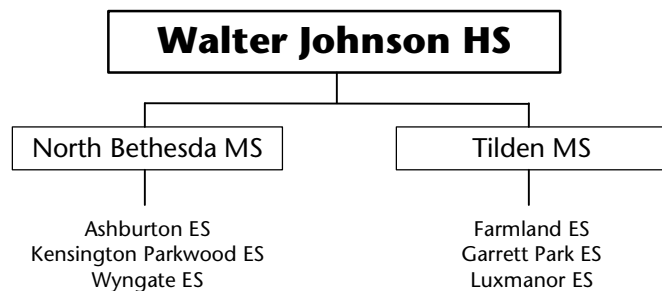 Walter Johnson HS
North Bethesda MS
Tilden MS
Ashburton ES
Kensington Parkwood ES
Wyngate ES
Farmland ES
Garrett Park ES
Luxmanor ES